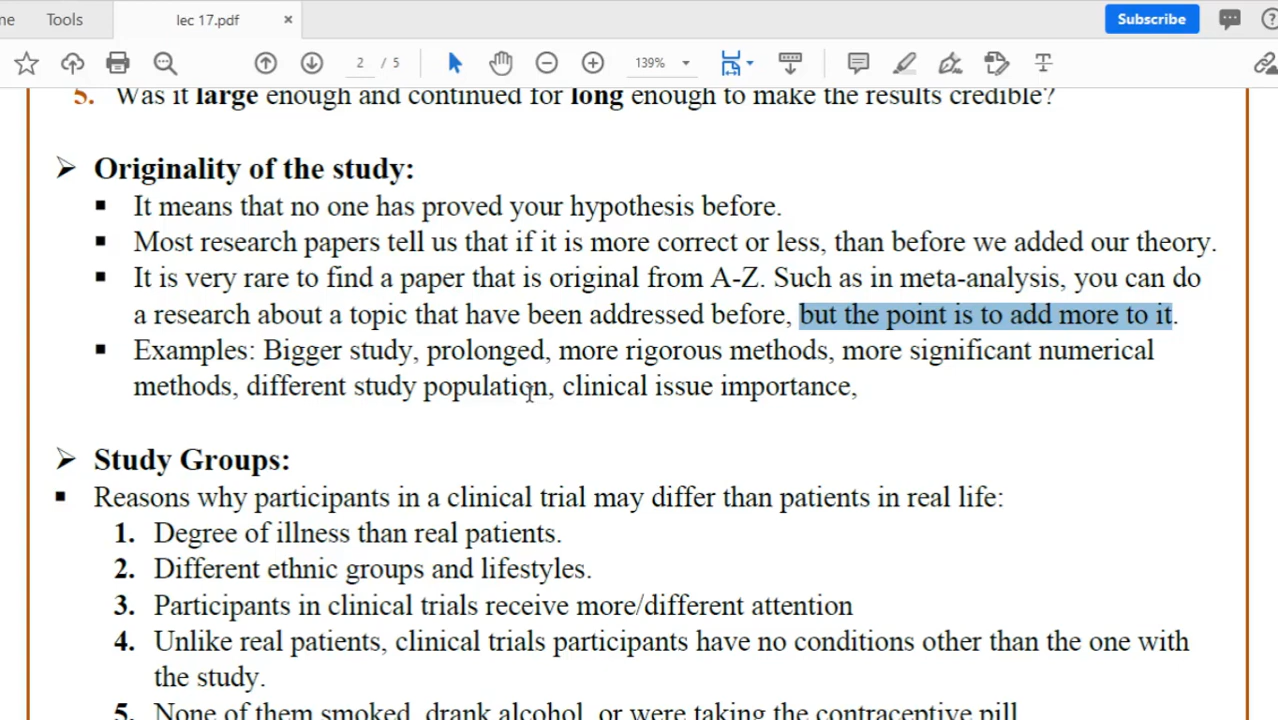 me Tools lec 17.pdf × Subscribe
2 / 5 139%
5. Was it large enough and continued for long enough to make the results credible?
➢ Originality of the study:
▪ It means that no one has proved your hypothesis before.
▪ Most research papers tell us that if it is more correct or less, than before we added our theory.
▪ It is very rare to find a paper that is original from A-Z. Such as in meta-analysis, you can do
a research about a topic that have been addressed before, but the point is to add more to it.
▪ Examples: Bigger study, prolonged, more rigorous methods, more significant numerical
methods, different study population, clinical issue importance,
➢ Study Groups:
▪ Reasons why participants in a clinical trial may differ than patients in real life:
1. Degree of illness than real patients.
2. Different ethnic groups and lifestyles.
3. Participants in clinical trials receive more/different attention
4. Unlike real patients, clinical trials participants have no conditions other than the one with
the study.
5. None of them smoked, drank alcohol, or were taking the contraceptive pill